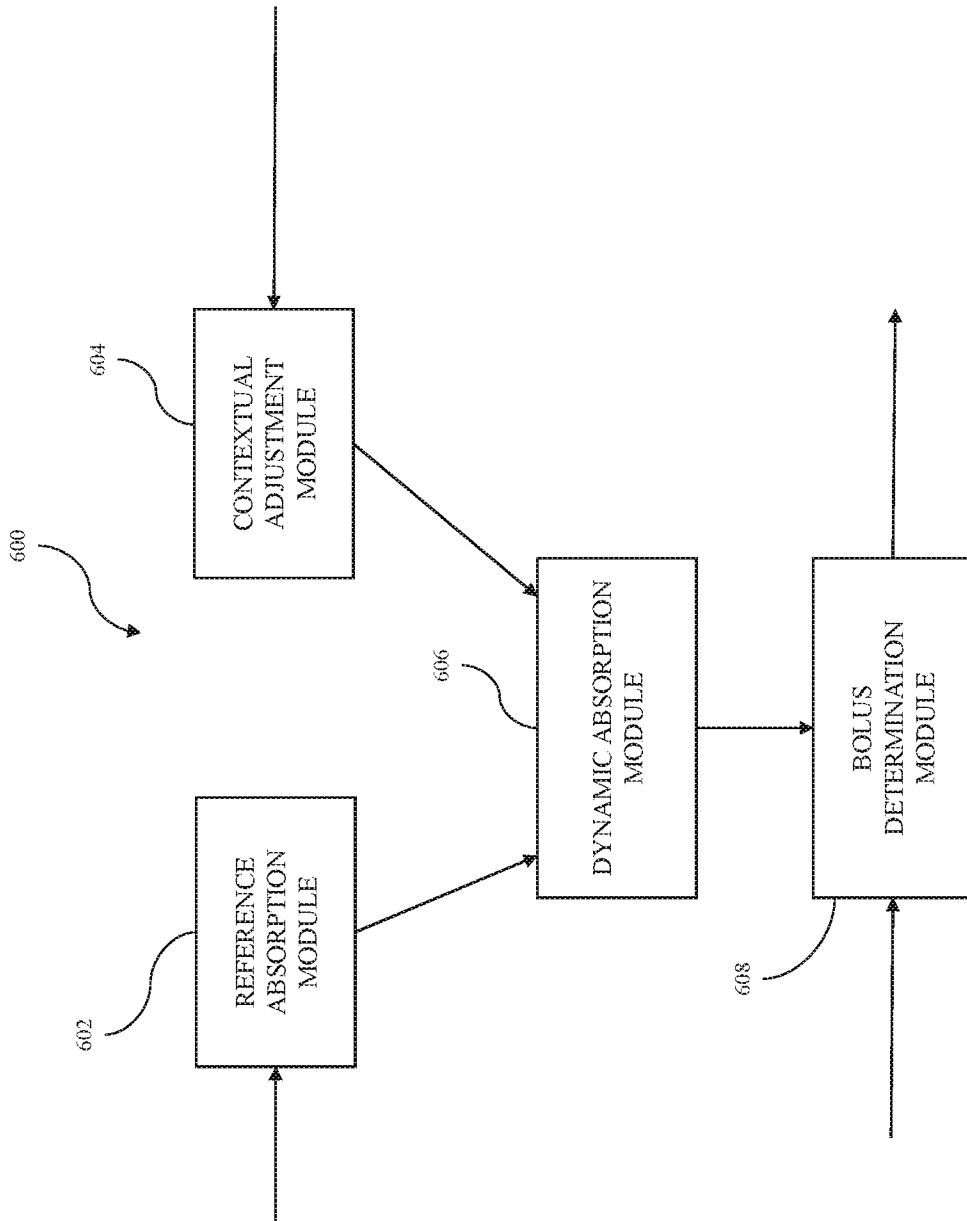 600
602
REFERENCE
ABSORPTION
MODULE
604
CONTEXTUAL
ADJUSTMENT
MODULE
606
DYNAMIC ABSORPTION
MODULE
608
BOLUS
DETERMINATION
MODULE